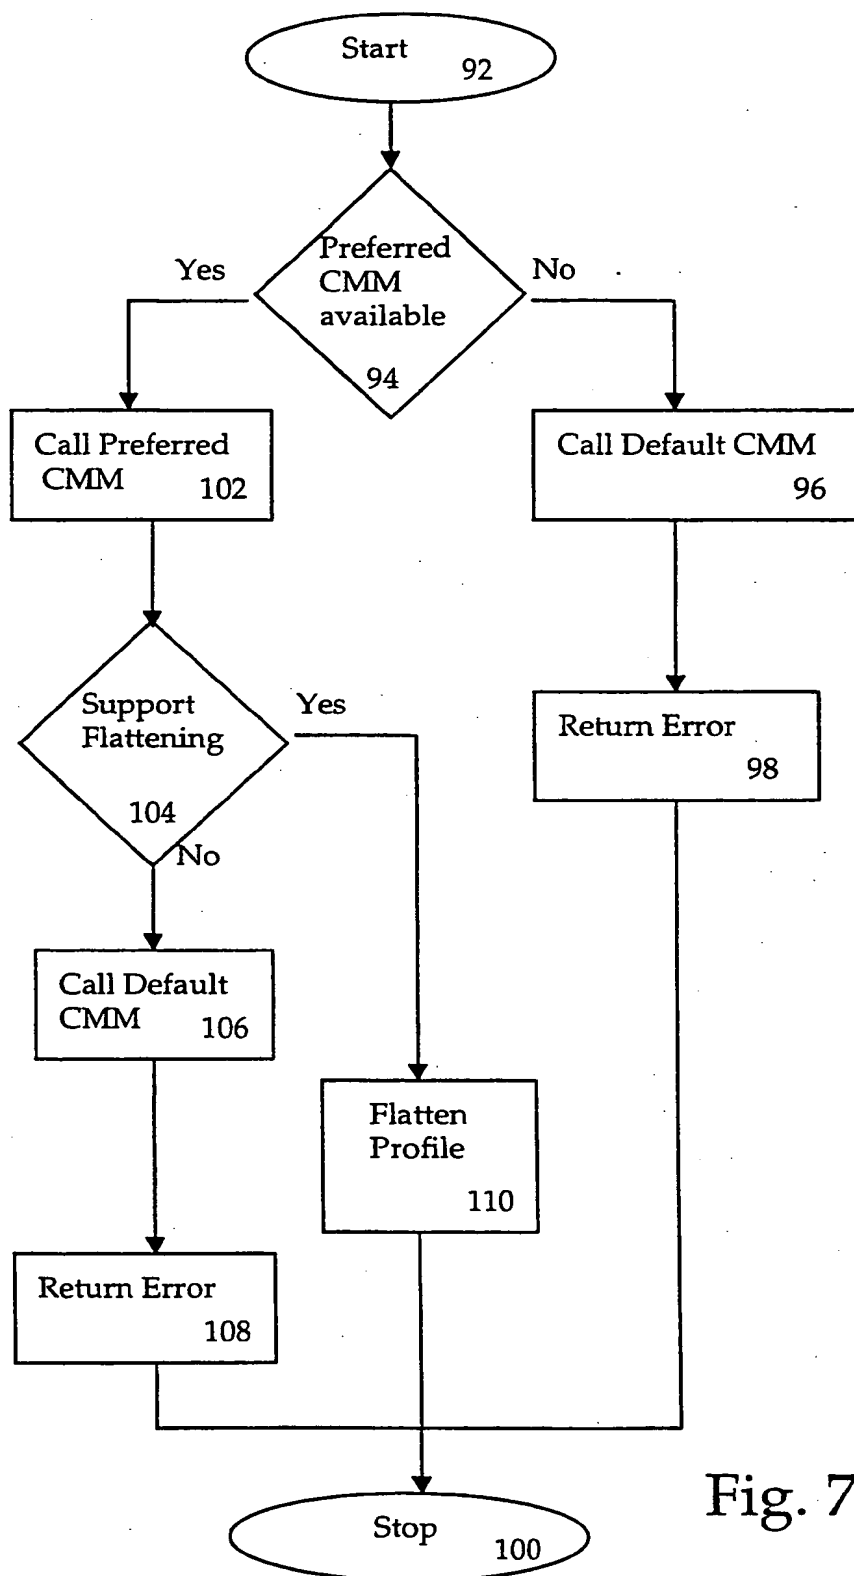 Start
92
Preferred
CMM
available
94
Yes
No
Call Preferred
CMM 102
Call Default CMM
96
Support
Flattening
104
Yes
No
Return Error
98
Call Default
CMM 106
Flatten
Profile
110
Return Error
108
Stop
100
Fig. 7